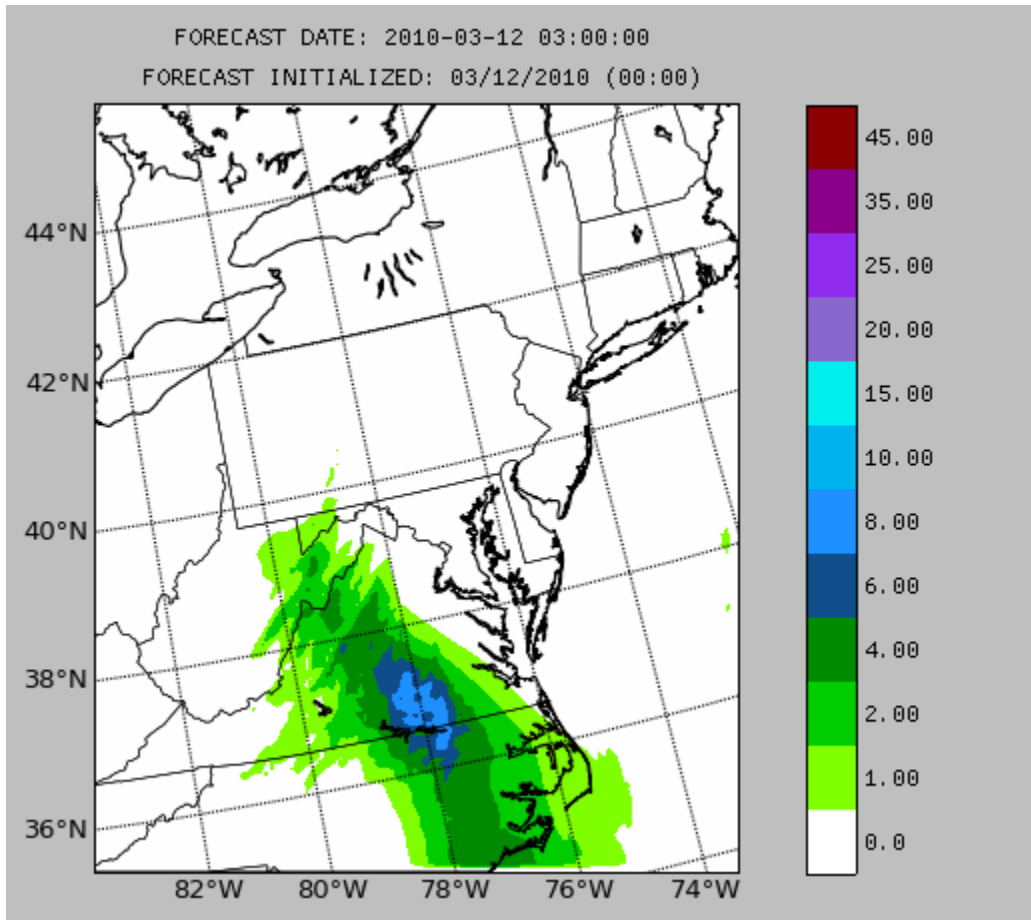 FORECAST DATE: 2010-03-12 03:00:00
FORECAST INITIALIZED: 03/12/2010 (00:00)
44°N
42°N
40°N
38°N
36°N
82°W
80°W
78°W
76°W
74°W
45.00
35.00
25.00
20.00
15.00
10.00
8.00
6.00
4.00
2.00
1.00
0.0